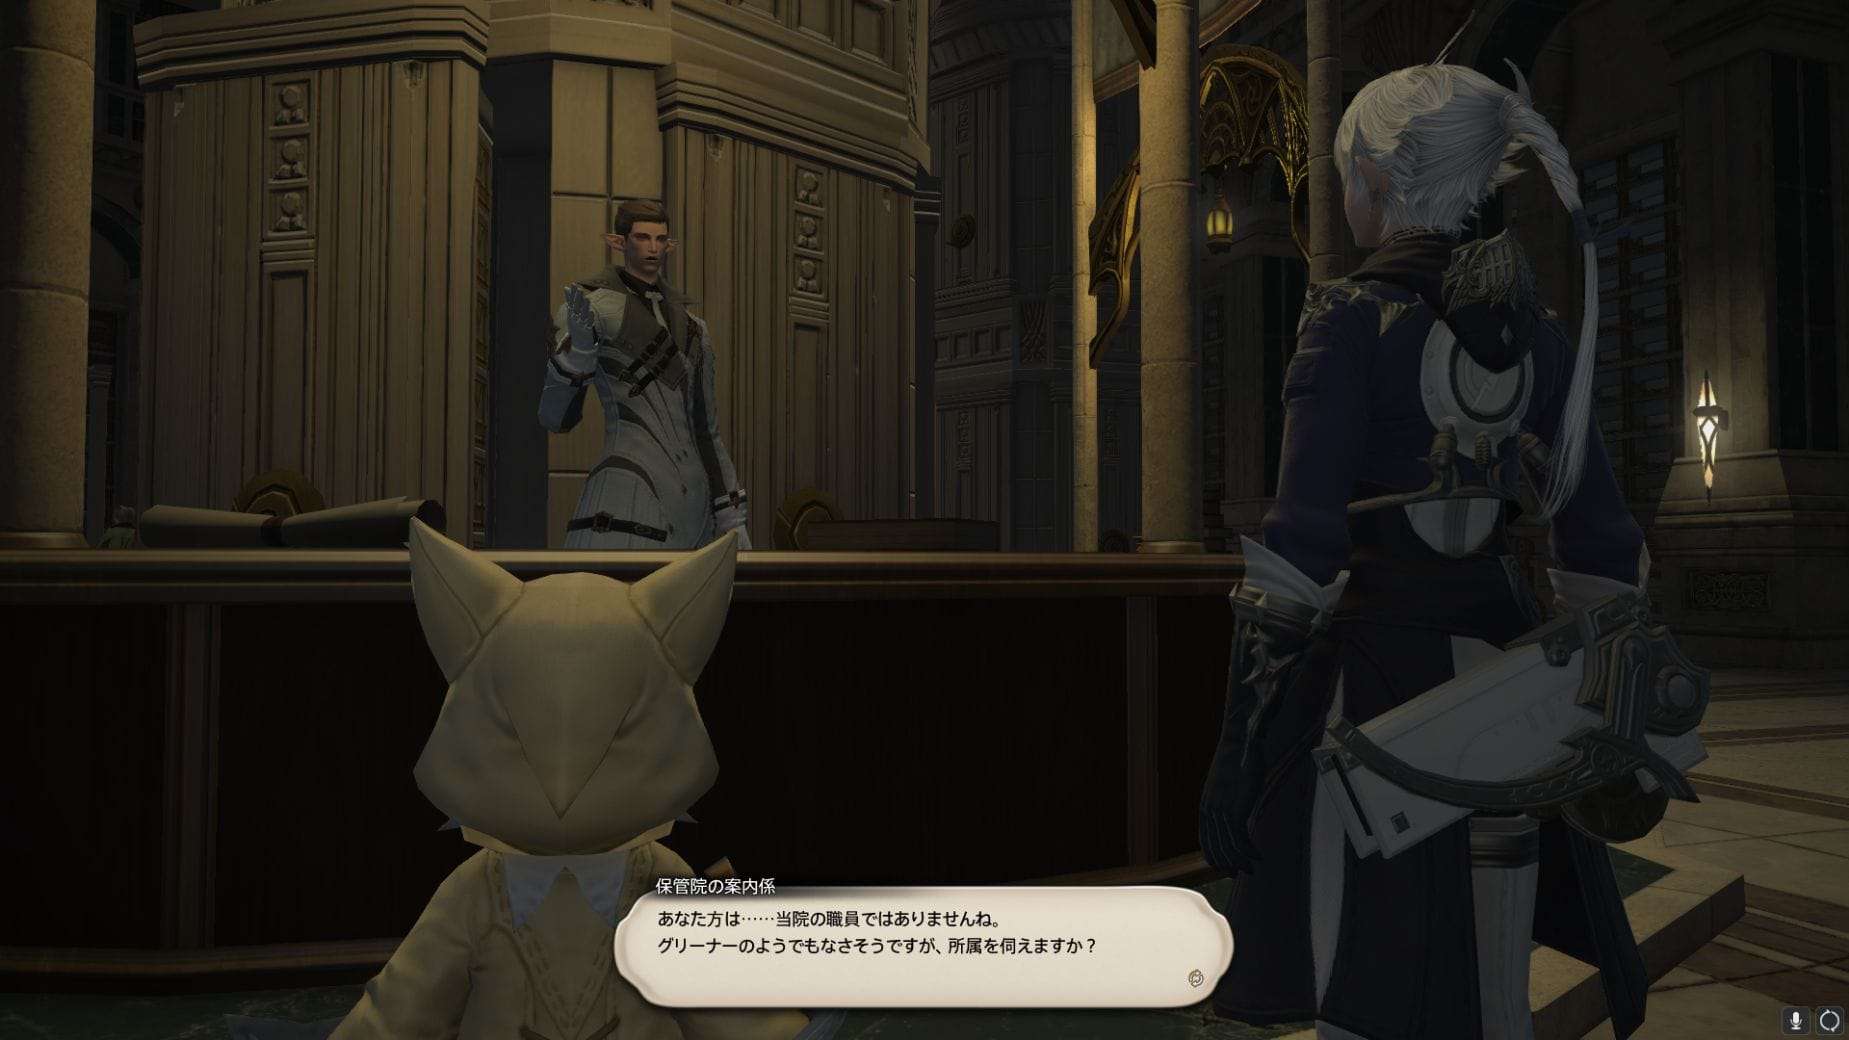 保管院の案内係
あなた方は……当院の職員ではありませんね。
グリーナーのようでもなさそうですが、所属を伺えますか？